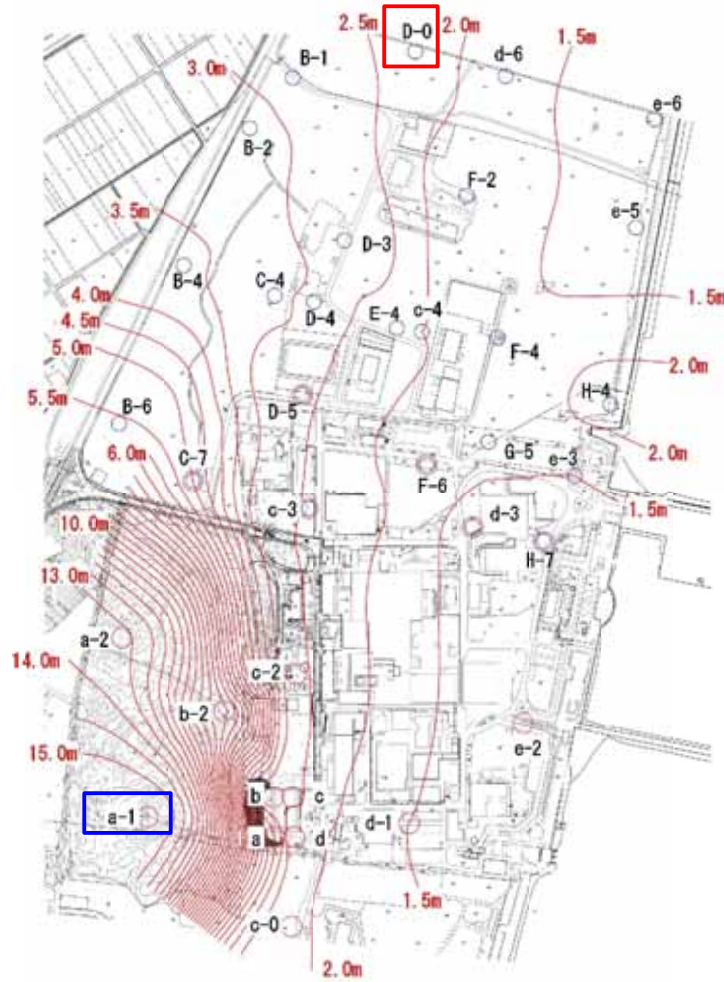 2.5m
2.0m
D-0
1.5m
B-1
d-6
3.0m
e-6
B-2
F-2
3.5m
e-5
D-3
B-4
C-4
4.0m
D-4
E-4
c-4
1.5m
4.5m
F-4
5.0m
2.0m
5.5m
H-4
B-6
D-5
G-5
6.0m
C-7
F-6
e-3
2.0m
c-3
d-3
1.5m
10.0m
H-7
13.0m
a-2
14.0m
c-2
b-2
e-2
15.0m
b
c
a-1
d-1
a
d
1.5m
c-0
2.0m